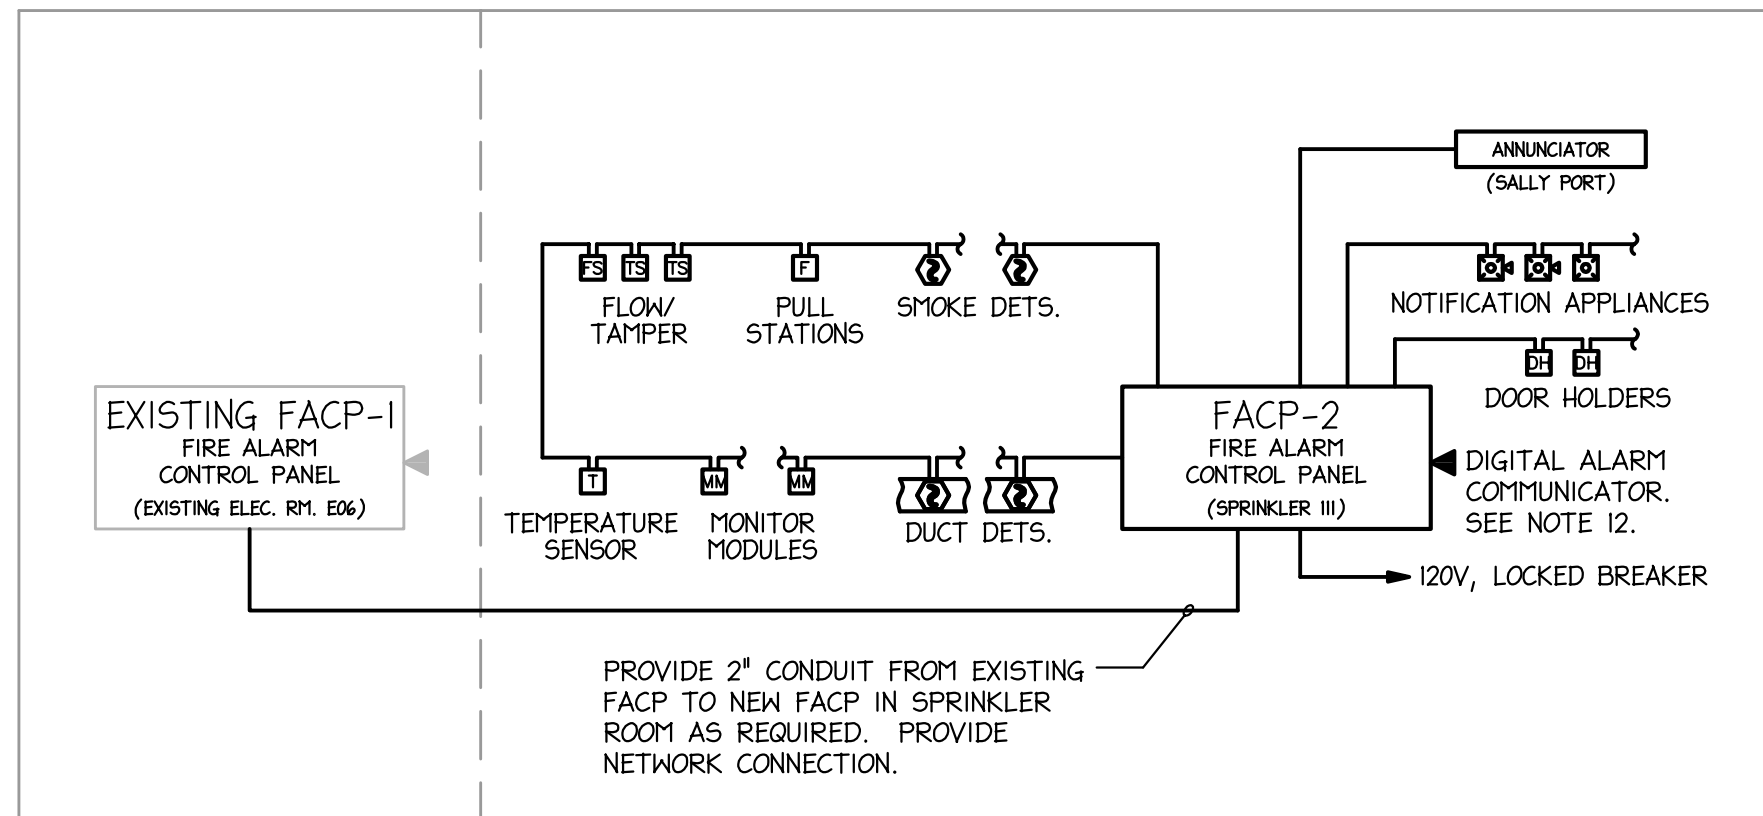 ANNUNCIATOR
(SALLY PORT)
FS TS TS F
FLOW/
TAMPER
PULL
STATIONS
SMOKE DETS.
NOTIFICATION APPLIANCES
DH DH
DOOR HOLDERS
EXISTING FACP-1
FIRE ALARM
CONTROL PANEL
(EXISTING ELEC. RM. E06)
T MM MM
TEMPERATURE
SENSOR
MONITOR
MODULES
DUCT DETS.
FACP-2
FIRE ALARM
CONTROL PANEL
(SPRINKLER 111)
DIGITAL ALARM
COMMUNICATOR.
SEE NOTE 12.
120V, LOCKED BREAKER
PROVIDE 2" CONDUIT FROM EXISTING
FACP TO NEW FACP IN SPRINKLER
ROOM AS REQUIRED. PROVIDE
NETWORK CONNECTION.